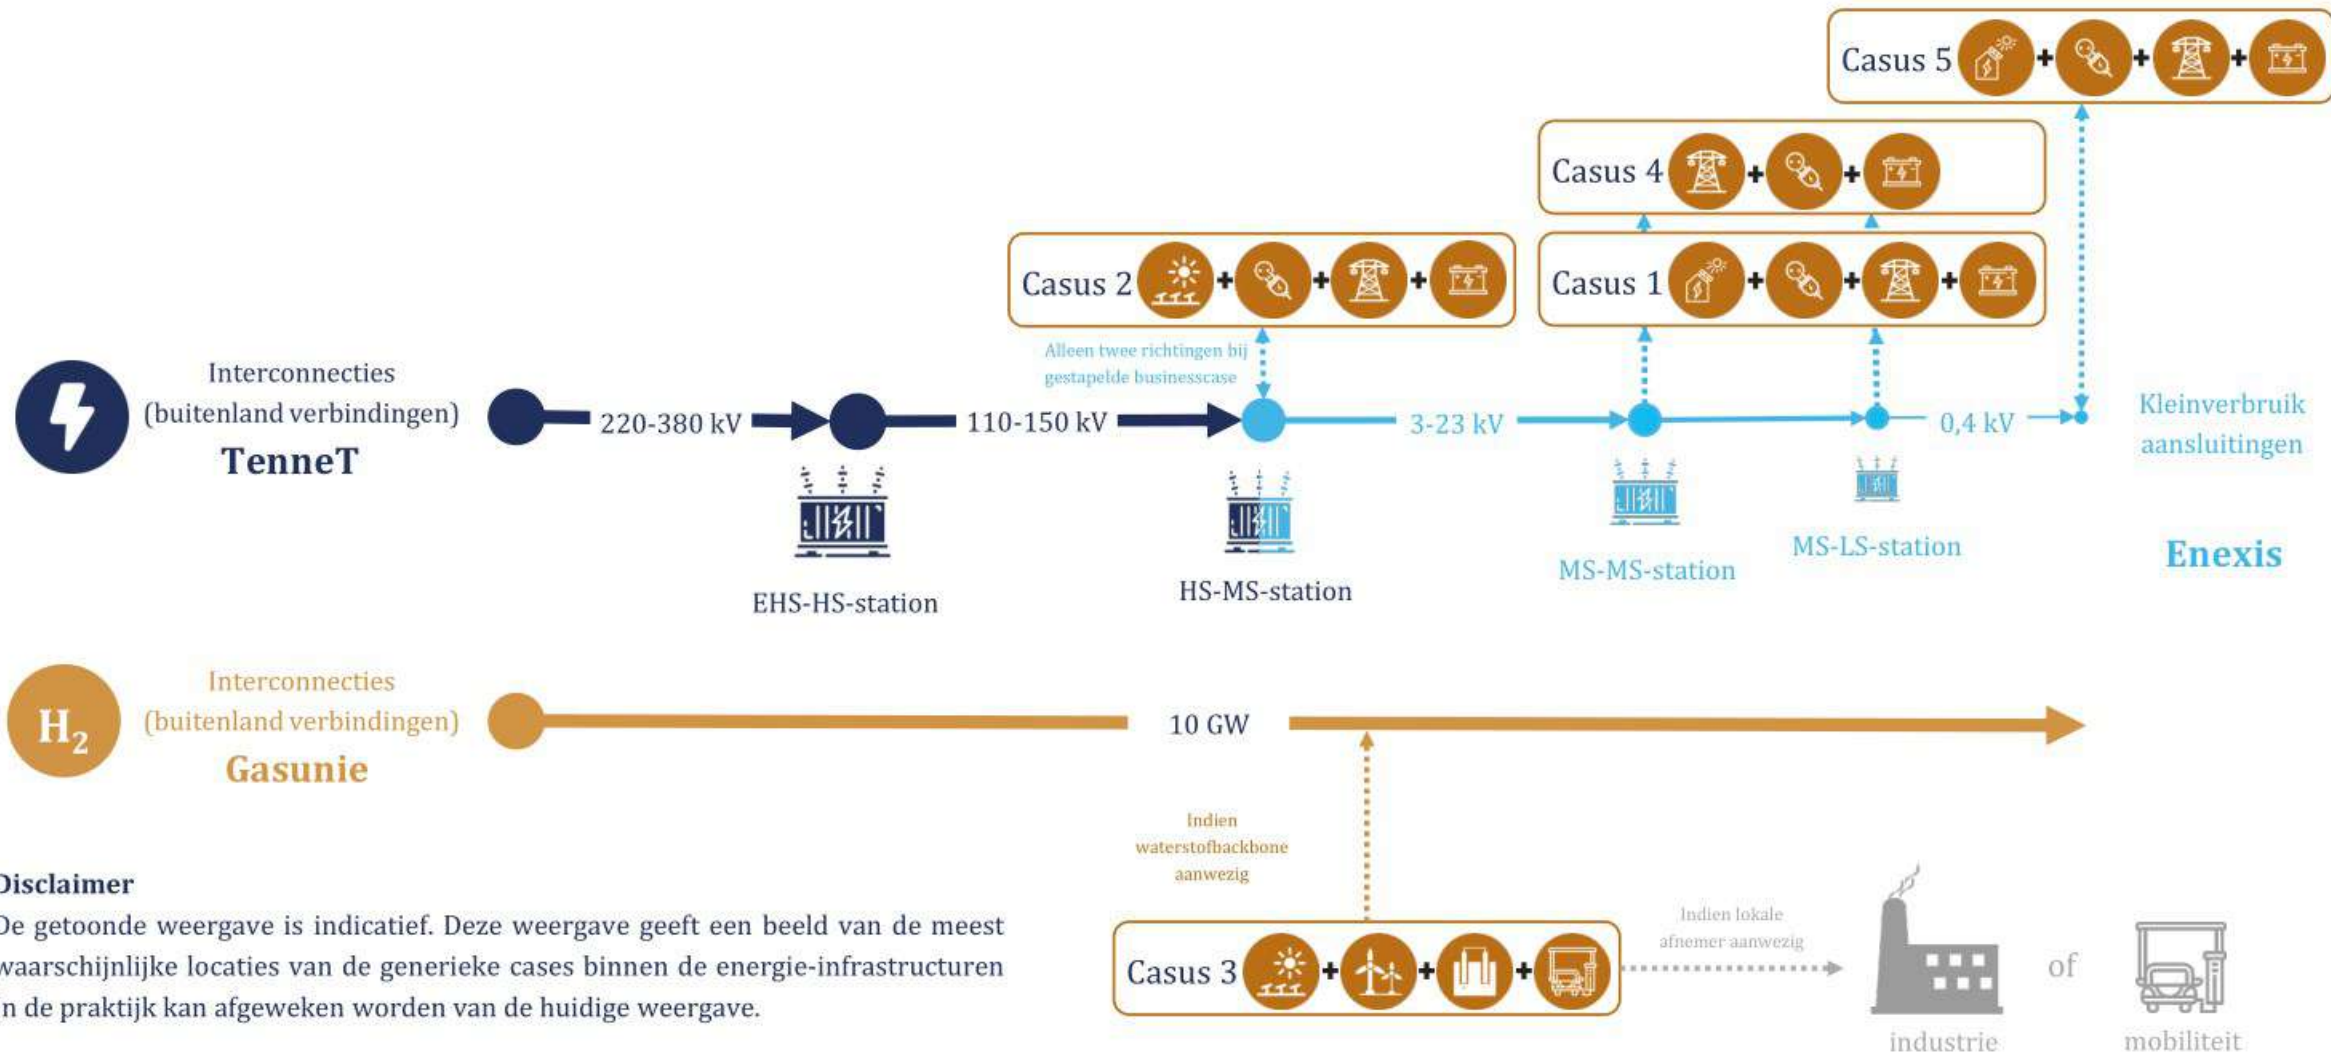 Casus 5
Casus 4
Casus 2
Casus 1
Alleen twee richtingen bij
gestapelde businesscase
Interconnecties
(buitenland verbindingen)
TenneT
220-380 kV
110-150 kV
3-23 kV
0,4 kV
Kleinverbruik
aansluitingen
EHS-HS-station
HS-MS-station
MS-MS-station
MS-LS-station
Enexis
H₂
Interconnecties
(buitenland verbindingen)
Gasunie
10 GW
Indien
waterstofbackbone
aanwezig
Disclaimer
De getoonde weergave is indicatief. Deze weergave geeft een beeld van de meest
waarschijnlijke locaties van de generieke cases binnen de energie-infrastructuren
in de praktijk kan afgeweken worden van de huidige weergave.
Casus 3
Indien lokale
afnemer aanwezig
of
industrie
mobiliteit